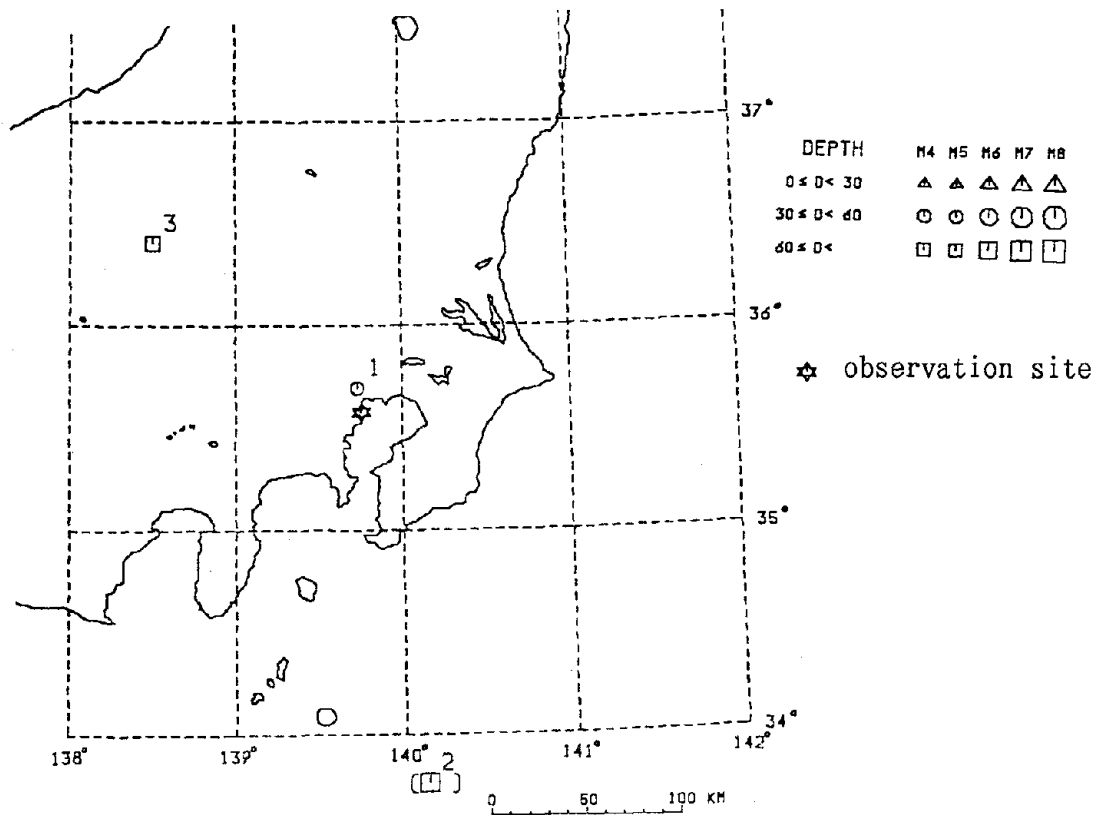 37°
DEPTH M4 M5 M6 M7 M8
0 ≤ D< 30
30 ≤ D< 60
60 ≤ D<
3
36°
1
observation site
35°
34°
138° 139° 140° 141° 142°
( 2 )
0 50 100 KM